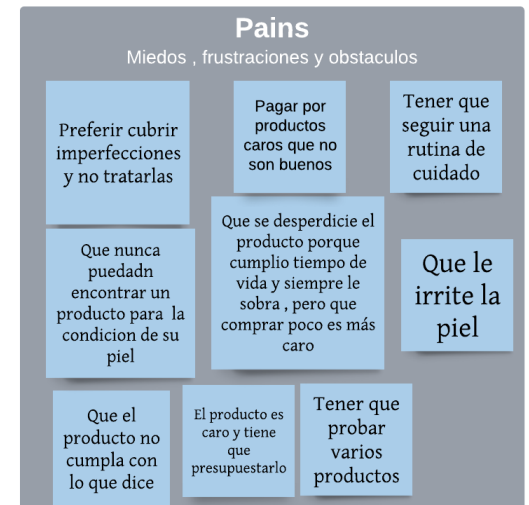 Pains
Miedos , frustraciones y obstaculos
Preferir cubrir
imperfecciones
y no tratarlas
Pagar por
productos
caros que no
son buenos
Tener que
seguir una
rutina de
cuidado
Que nunca
puedadn
encontrar un
producto para la
condicion de su
piel
Que se desperdicie el
producto porque
cumplio tiempo de
vida y siempre le
sobra , pero que
comprar poco es más
caro
Que le
irrite la
piel
Que el
producto no
cumpla con
lo que dice
El producto es
caro y tiene
que
presupuestarlo
Tener que
probar
varios
productos